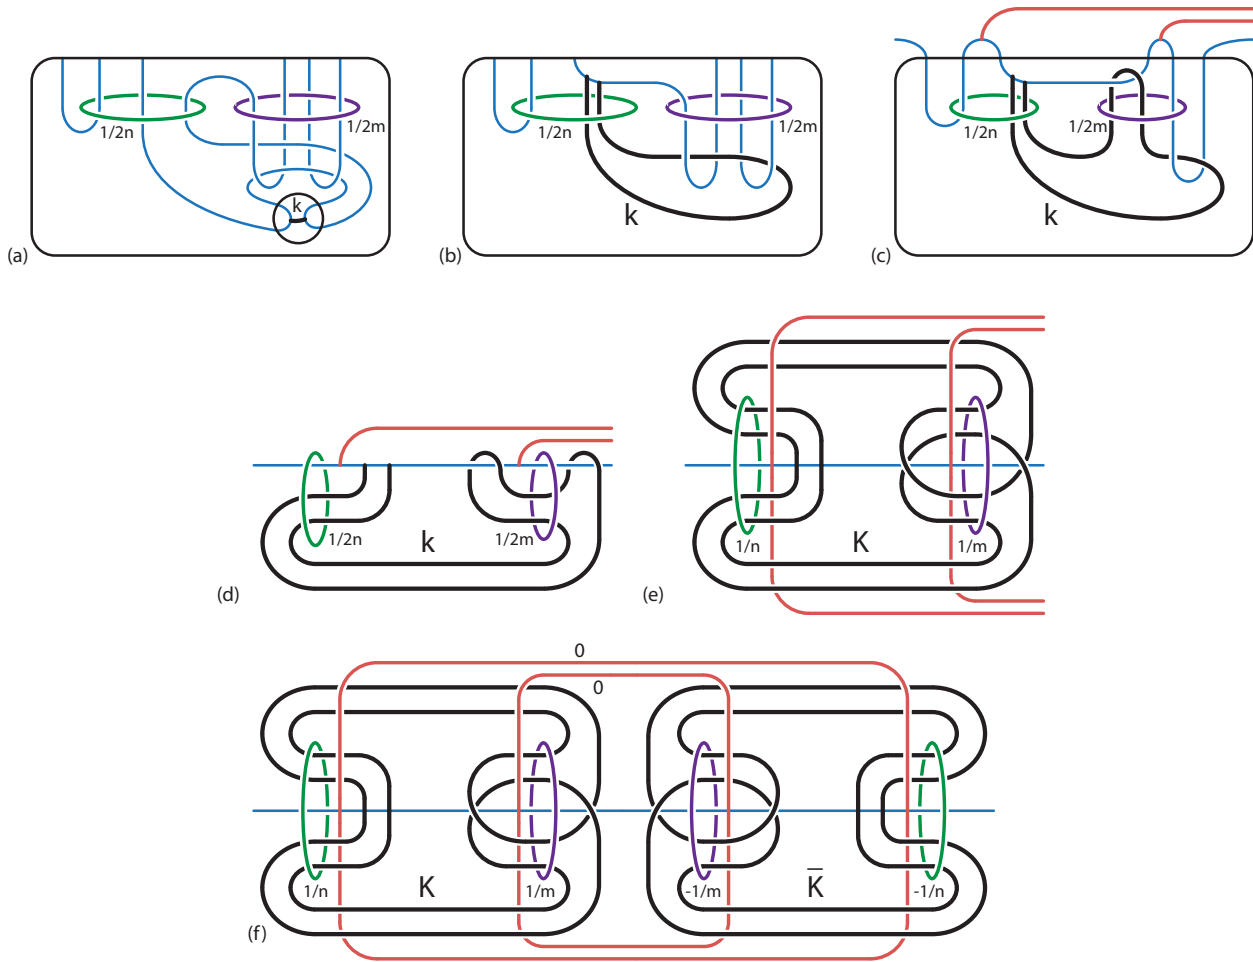 1/2n
1/2m
k
(a)
1/2n
1/2m
k
(b)
1/2n
1/2m
k
(c)
1/2n
k
1/2m
(d)
1/n
K
1/m
(e)
0
0
1/n
K
1/m
-1/m
K̅
-1/n
(f)